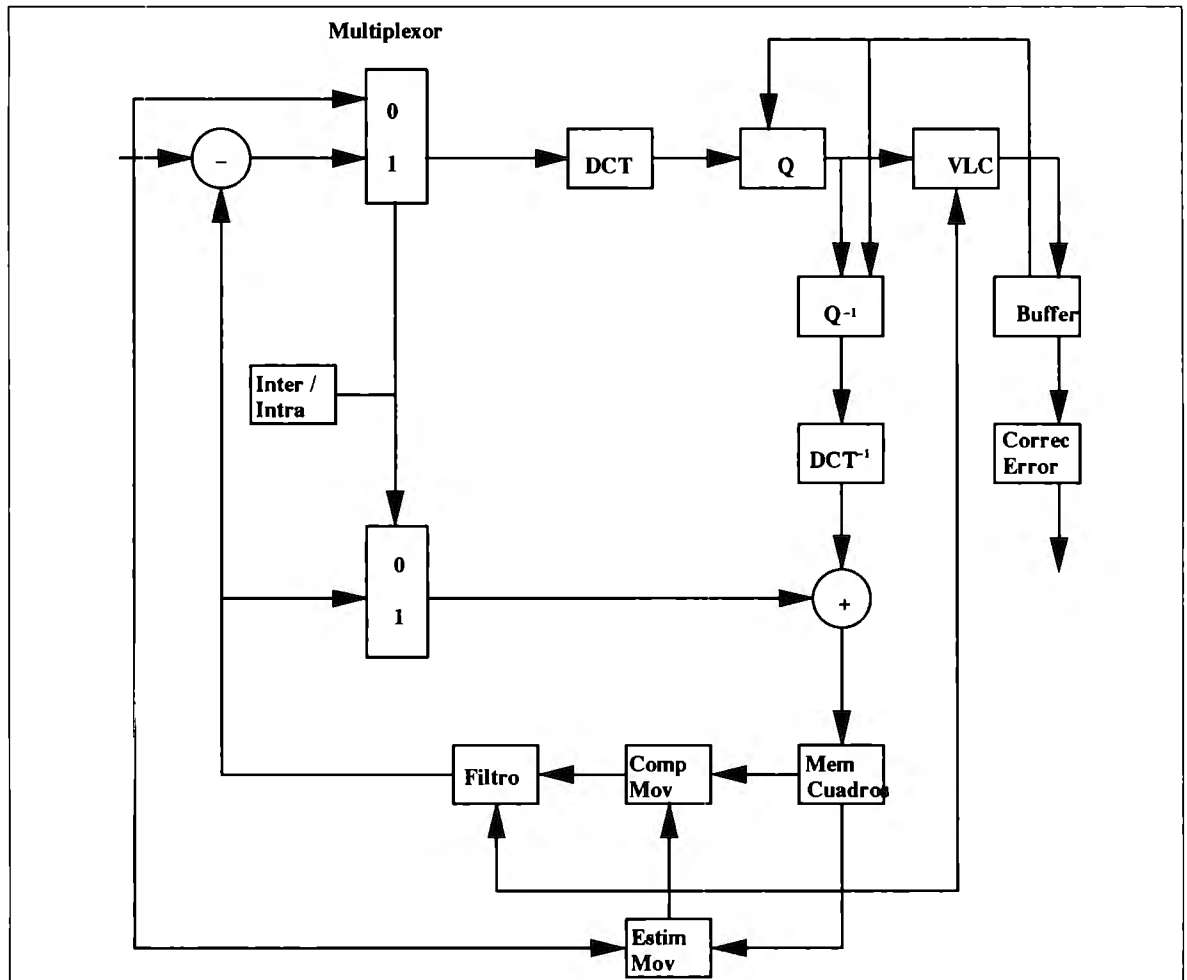 Multiplexor
0
1
-
DCT
Q
VLC
Q⁻¹
Buffer
Inter /
Intra
DCT⁻¹
Correc
Error
0
1
+
Filtro
Comp
Mov
Mem
Cuadros
Estim
Mov